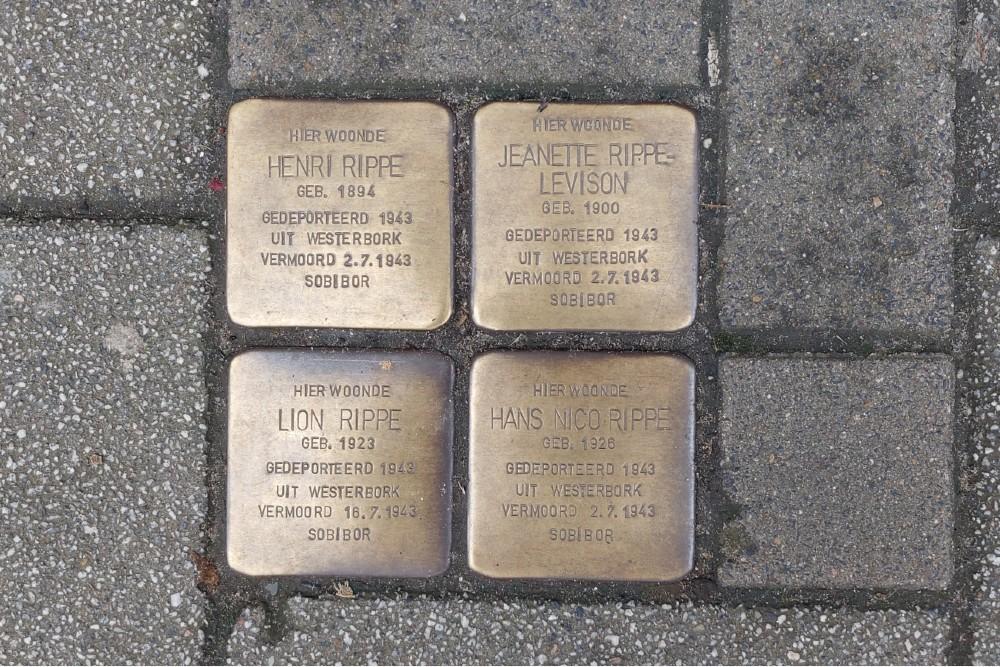 HIER WOONDE
HENRI RIPPE
GEB. 1894
GEDEPORTEERD 1943
UIT WESTERBORK
VERMOORD 2.7.1943
SOBIBOR
HIER WOONDE
JEANETTE RIPPE-
LEVISON
GEB. 1900
GEDEPORTEERD 1943
UIT WESTERBORK
VERMOORD 2.7.1943
SOBIBOR
HIER WOONDE
LION RIPPE
GEB. 1923
GEDEPORTEERD 1943
UIT WESTERBORK
VERMOORD 16.7.1943
SOBIBOR
HIER WOONDE
HANS NICO RIPPE
GEB. 1926
GEDEPORTEERD 1943
UIT WESTERBORK
VERMOORD 2.7.1943
SOBIBOR